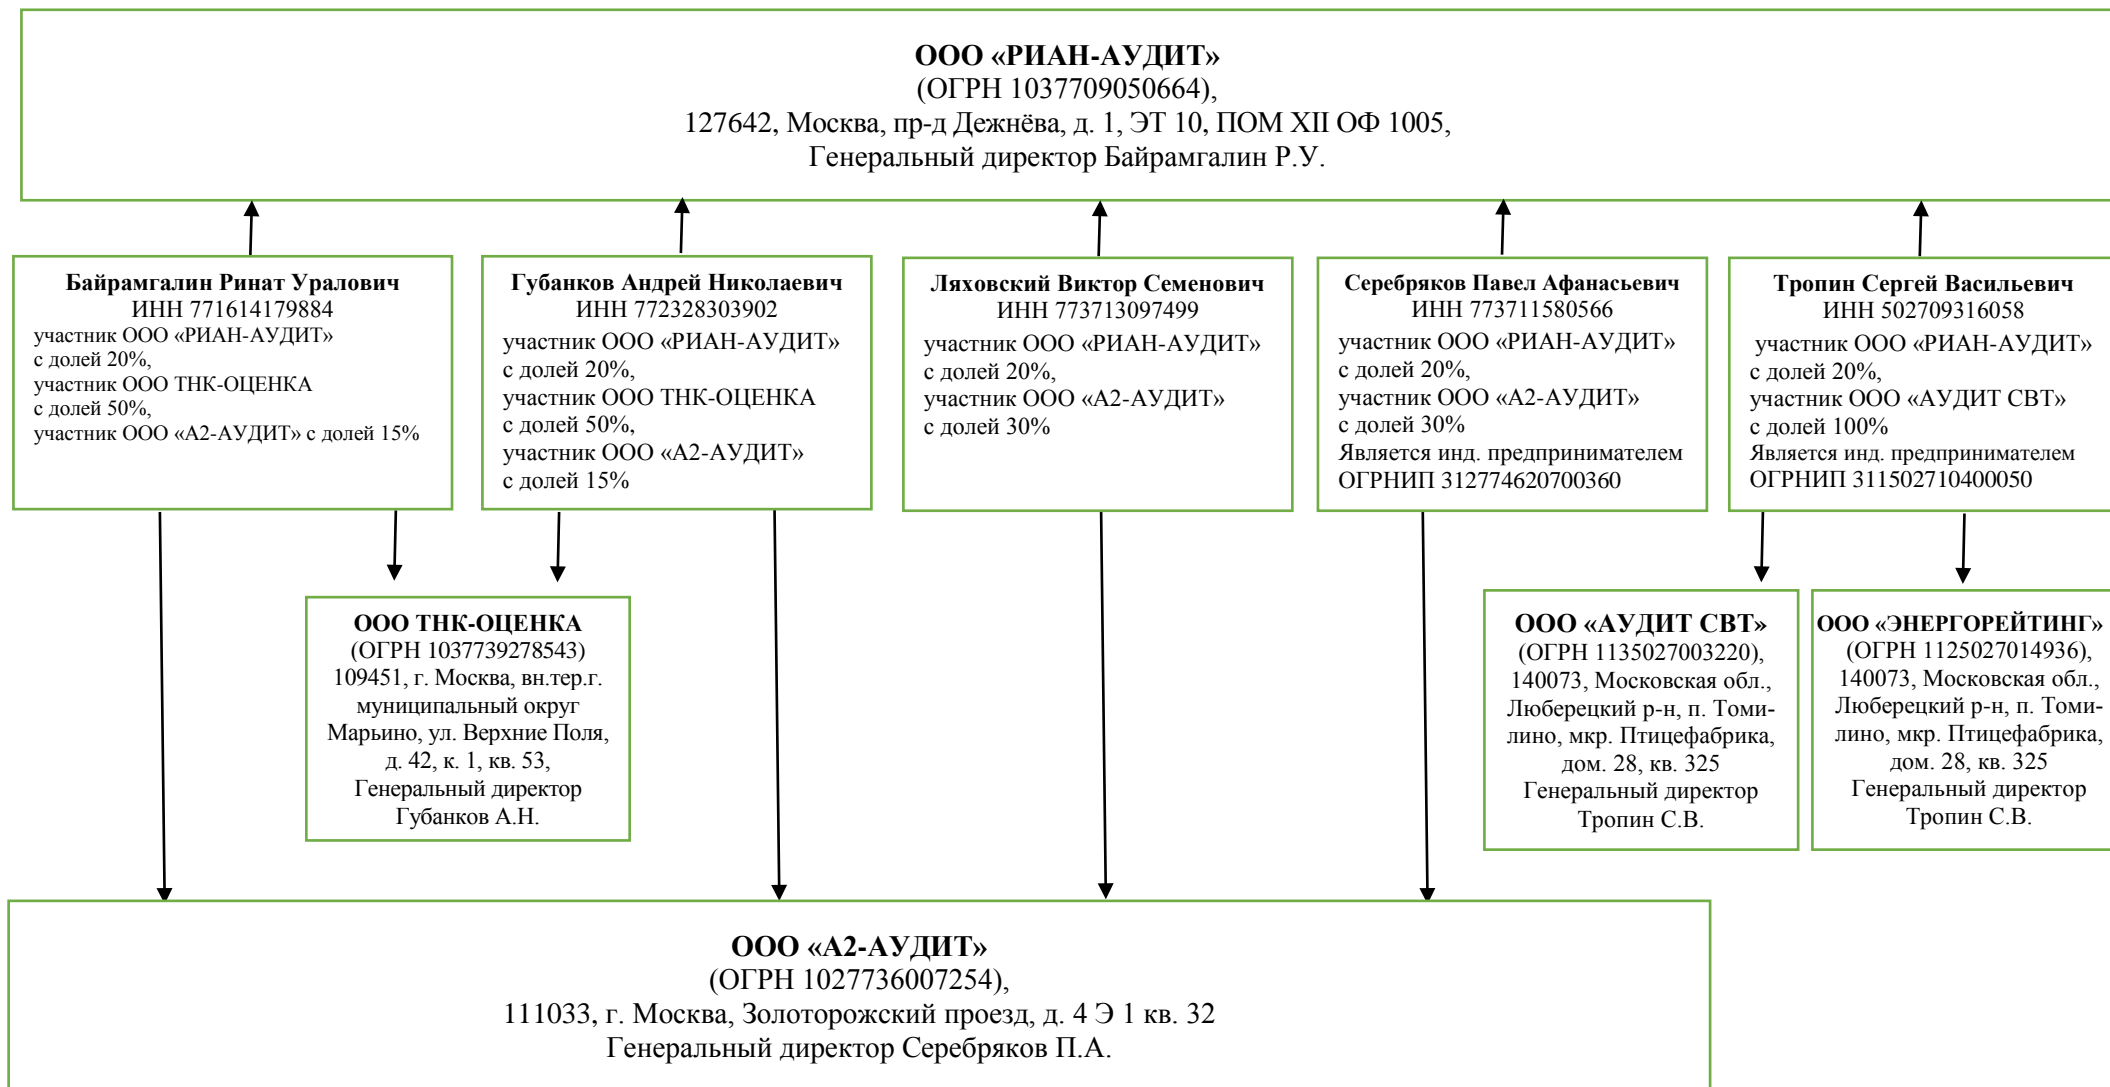 ООО «РИАН-АУДИТ»
(ОГРН 1037709050664),
127642, Москва, пр-д Дежнёва, д. 1, ЭТ 10, ПОМ XII ОФ 1005,
Генеральный директор Байрамгалин Р.У.
Байрамгалин Ринат Уралович
ИНН 771614179884
участник ООО «РИАН-АУДИТ»
с долей 20%,
участник ООО ТНК-ОЦЕНКА
с долей 50%,
участник ООО «А2-АУДИТ» с долей 15%
Губанков Андрей Николаевич
ИНН 772328303902
участник ООО «РИАН-АУДИТ»
с долей 20%,
участник ООО ТНК-ОЦЕНКА
с долей 50%,
участник ООО «А2-АУДИТ»
с долей 15%
Ляховский Виктор Семенович
ИНН 773713097499
участник ООО «РИАН-АУДИТ»
с долей 20%,
участник ООО «А2-АУДИТ»
с долей 30%
Серебряков Павел Афанасьевич
ИНН 773711580566
участник ООО «РИАН-АУДИТ»
с долей 20%,
участник ООО «А2-АУДИТ»
с долей 30%
Является инд. предпринимателем
ОГРНИП 312774620700360
Тропин Сергей Васильевич
ИНН 502709316058
участник ООО «РИАН-АУДИТ»
с долей 20%,
участник ООО «АУДИТ СВТ»
с долей 100%
Является инд. предпринимателем
ОГРНИП 311502710400050
ООО ТНК-ОЦЕНКА
(ОГРН 1037739278543)
109451, г. Москва, вн.тер.г.
муниципальный округ
Марьино, ул. Верхние Поля,
д. 42, к. 1, кв. 53,
Генеральный директор
Губанков А.Н.
ООО «АУДИТ СВТ»
(ОГРН 1135027003220),
140073, Московская обл.,
Люберецкий р-н, п. Томи-
лино, мкр. Птицефабрика,
дом. 28, кв. 325
Генеральный директор
Тропин С.В.
ООО «ЭНЕРГОРЕЙТИНГ»
(ОГРН 1125027014936),
140073, Московская обл.,
Люберецкий р-н, п. Томи-
лино, мкр. Птицефабрика,
дом. 28, кв. 325
Генеральный директор
Тропин С.В.
ООО «А2-АУДИТ»
(ОГРН 1027736007254),
111033, г. Москва, Золоторожский проезд, д. 4 Э 1 кв. 32
Генеральный директор Серебряков П.А.